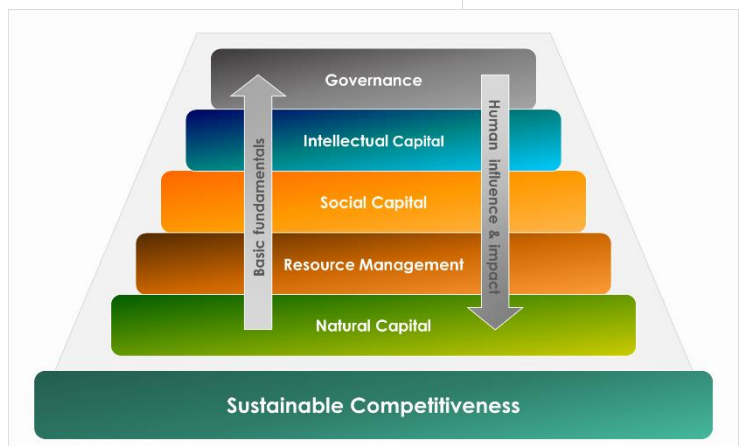 Governance
Intellectual Capital
Social Capital
Resource Management
Natural Capital
Basic fundamentals
Human influence & impact
Sustainable Competitiveness